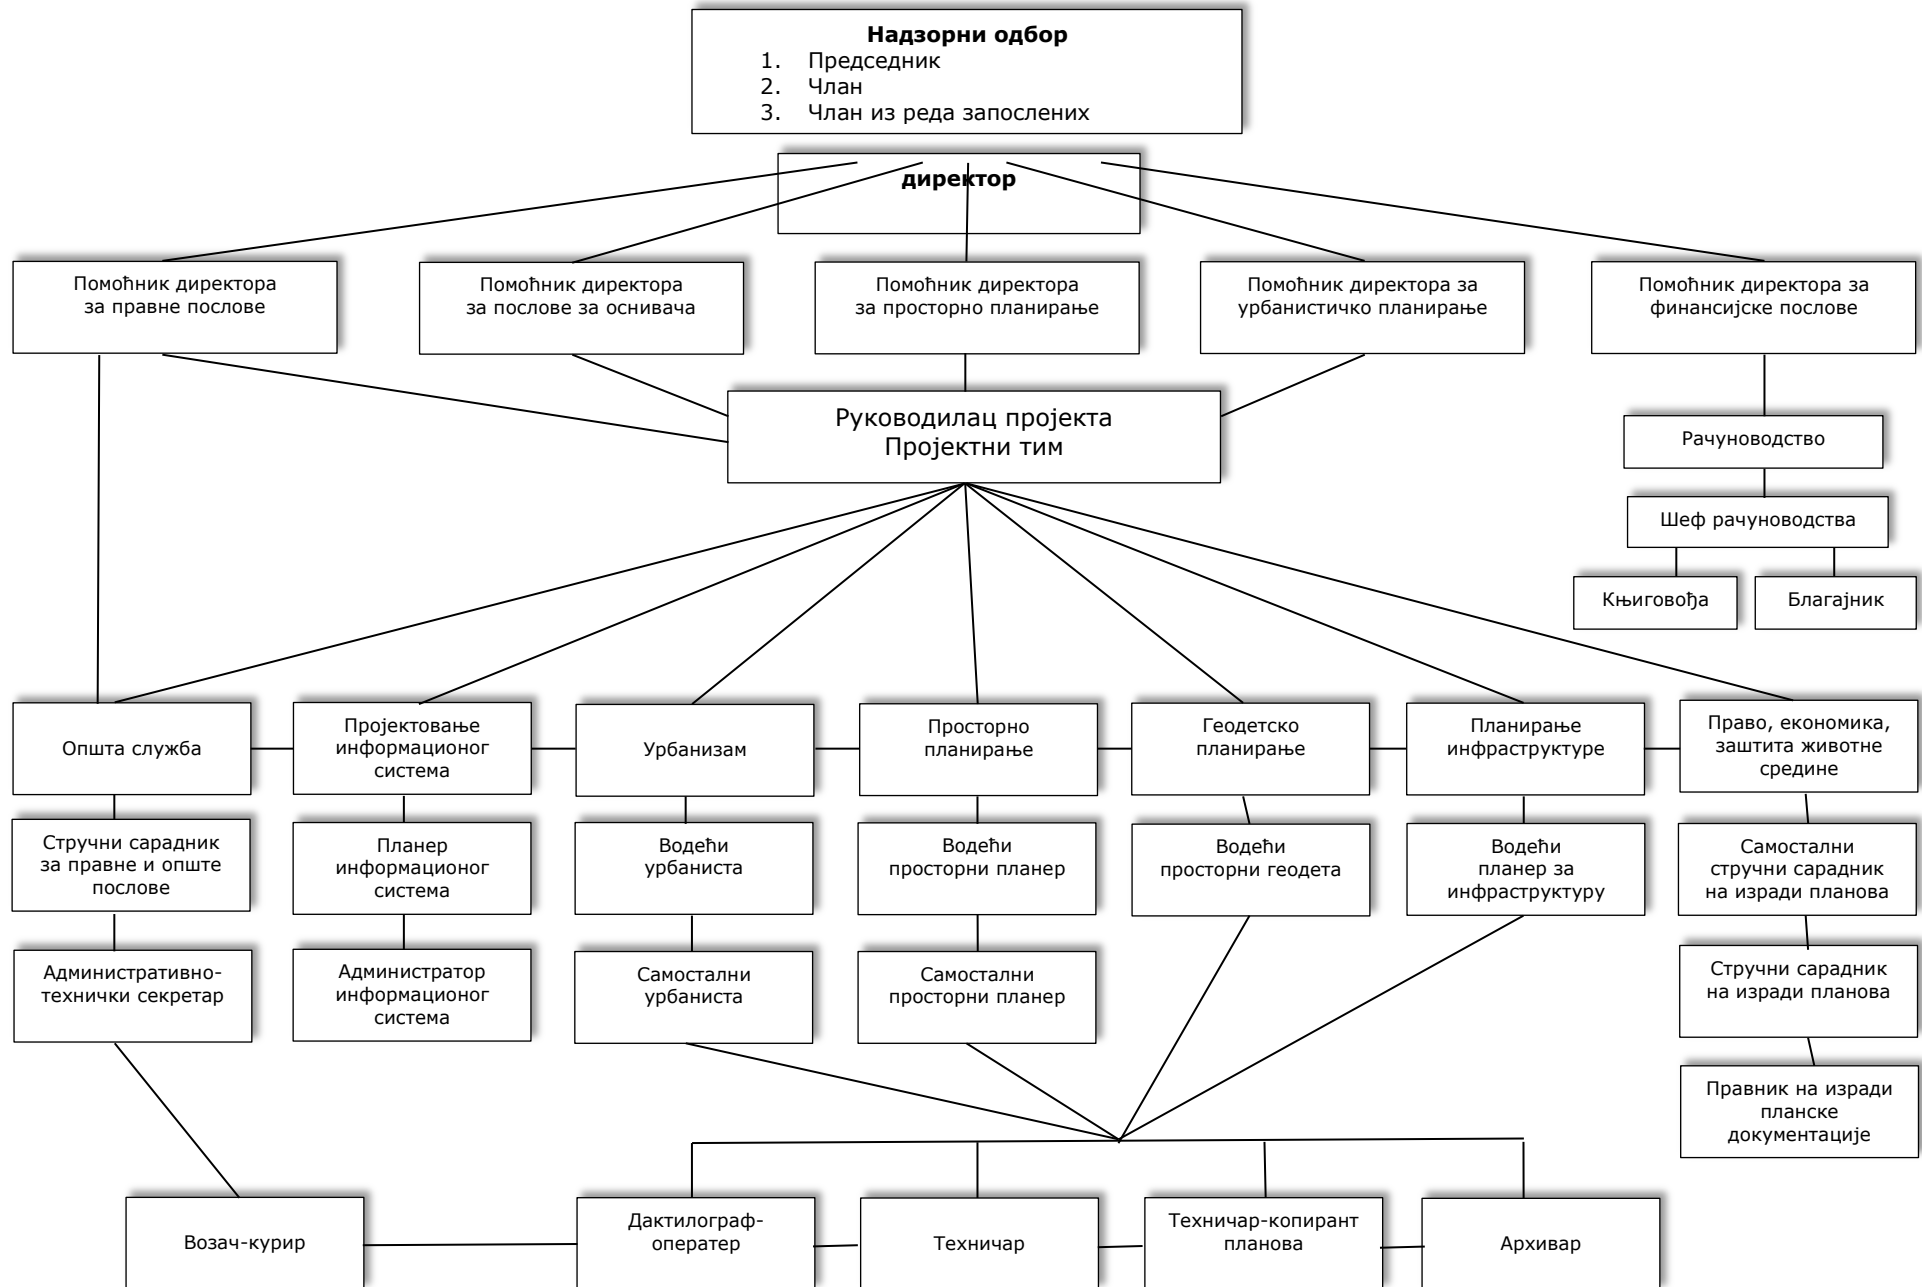 Надзорни одбор
1. Председник
2. Члан
3. Члан из реда запослених
директор
Помоћник директора
за правне послове
Помоћник директора
за послове за оснивача
Помоћник директора
за просторно планирање
Помоћник директора за
урбанистичко планирање
Помоћник директора за
финансијске послове
Руководилац пројекта
Пројектни тим
Рачуноводство
Шеф рачуноводства
Књиговођа
Благајник
Општа служба
Пројектовање
информационог
система
Урбанизам
Просторно
планирање
Геодетско
планирање
Планирање
инфраструктуре
Право, економика,
заштита животне
средине
Стручни сарадник
за правне и опште
послове
Планер
информационог
система
Водећи
урбаниста
Водећи
просторни планер
Водећи
просторни геодета
Водећи
планер за
инфраструктуру
Самостални
стручни сарадник
на изради планова
Административно-
технички секретар
Администратор
информационог
система
Самостални
урбаниста
Самостални
просторни планер
Стручни сарадник
на изради планова
Правник на изради
планске
документације
Возач-курир
Дактилограф-
оператер
Техничар
Техничар-копирант
планова
Архивар